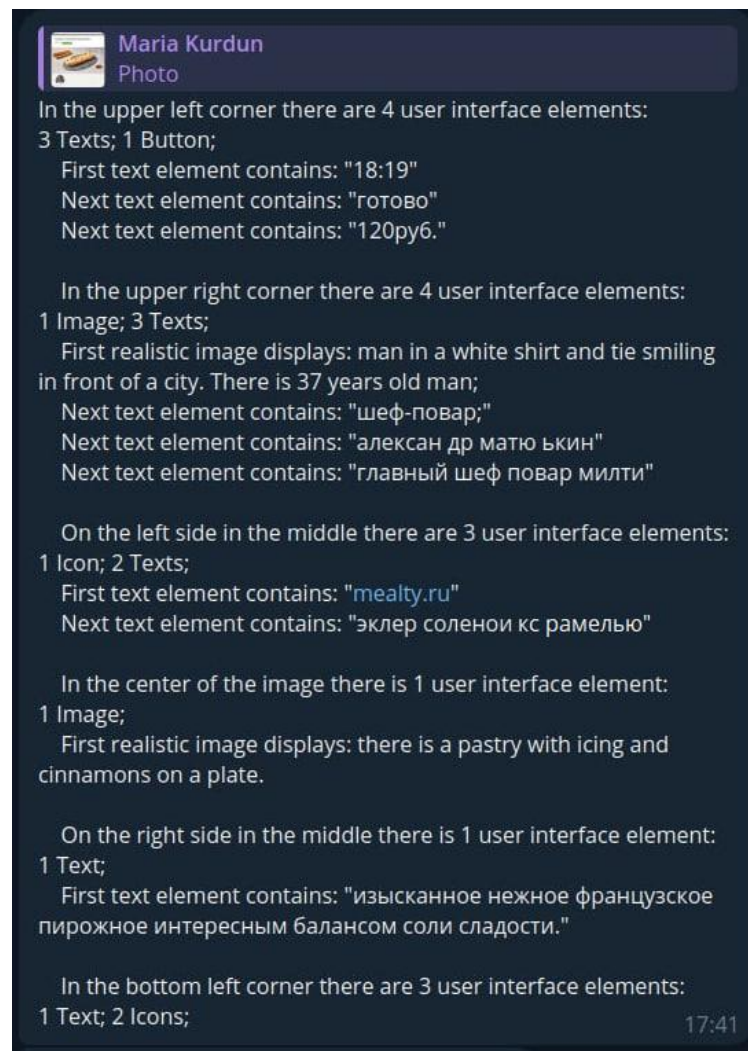 Maria Kurdun
Photo
In the upper left corner there are 4 user interface elements:
3 Texts; 1 Button;
First text element contains: "18:19"
Next text element contains: "готово"
Next text element contains: "120руб."
In the upper right corner there are 4 user interface elements:
1 Image; 3 Texts;
First realistic image displays: man in a white shirt and tie smiling
in front of a city. There is 37 years old man;
Next text element contains: "шеф-повар;"
Next text element contains: "алексан др матю ькин"
Next text element contains: "главный шеф повар милти"
On the left side in the middle there are 3 user interface elements:
1 Icon; 2 Texts;
First text element contains: "mealty.ru"
Next text element contains: "эклер соленои кс рамелью"
In the center of the image there is 1 user interface element:
1 Image;
First realistic image displays: there is a pastry with icing and
cinnamons on a plate.
On the right side in the middle there is 1 user interface element:
1 Text;
First text element contains: "изысканное нежное французское
пирожное интересным балансом соли сладости."
In the bottom left corner there are 3 user interface elements:
1 Text; 2 Icons;
17:41